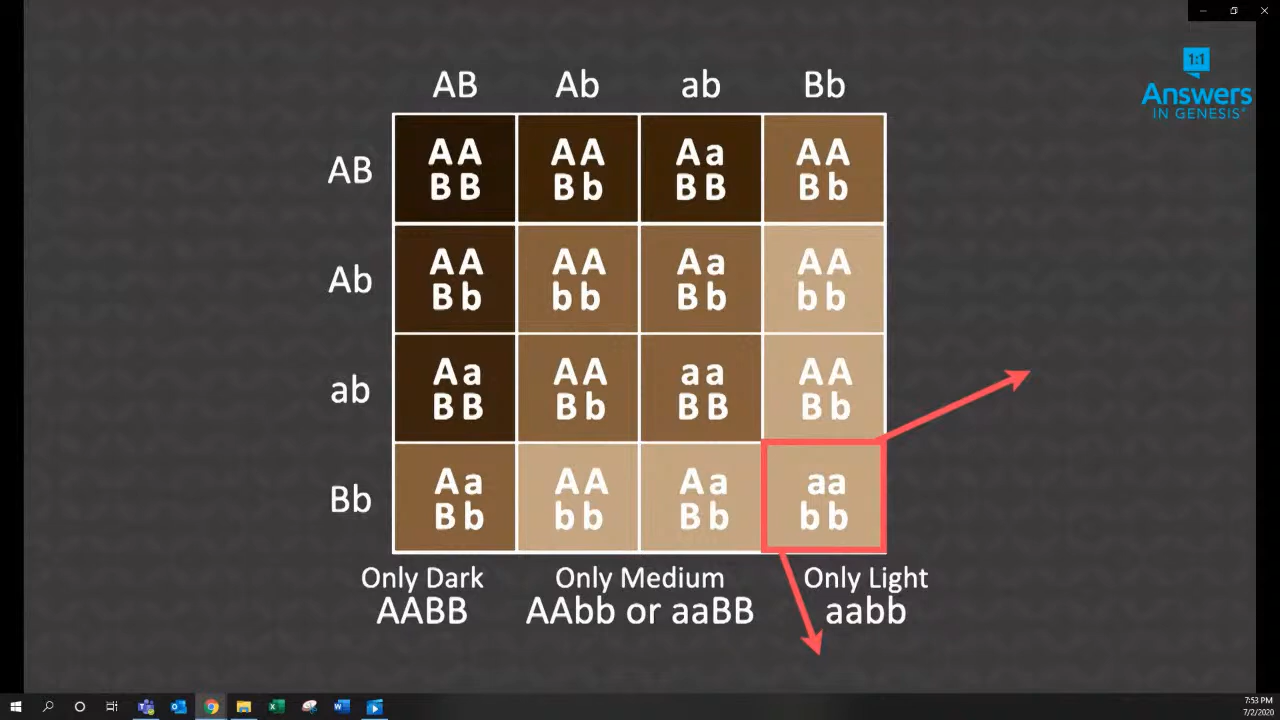 1:1
Answers
IN GENESIS
AB Ab ab Bb
AB
AA AA Aa AA
BB Bb BB Bb
Ab
AA AA Aa AA
Bb bb Bb bb
ab
Aa AA aa AA
BB Bb BB Bb
Bb
Aa AA Aa aa
Bb bb Bb bb
Only Dark Only Medium Only Light
AABB AAbb or aaBB aabb
7:53 PM
7/2/2020